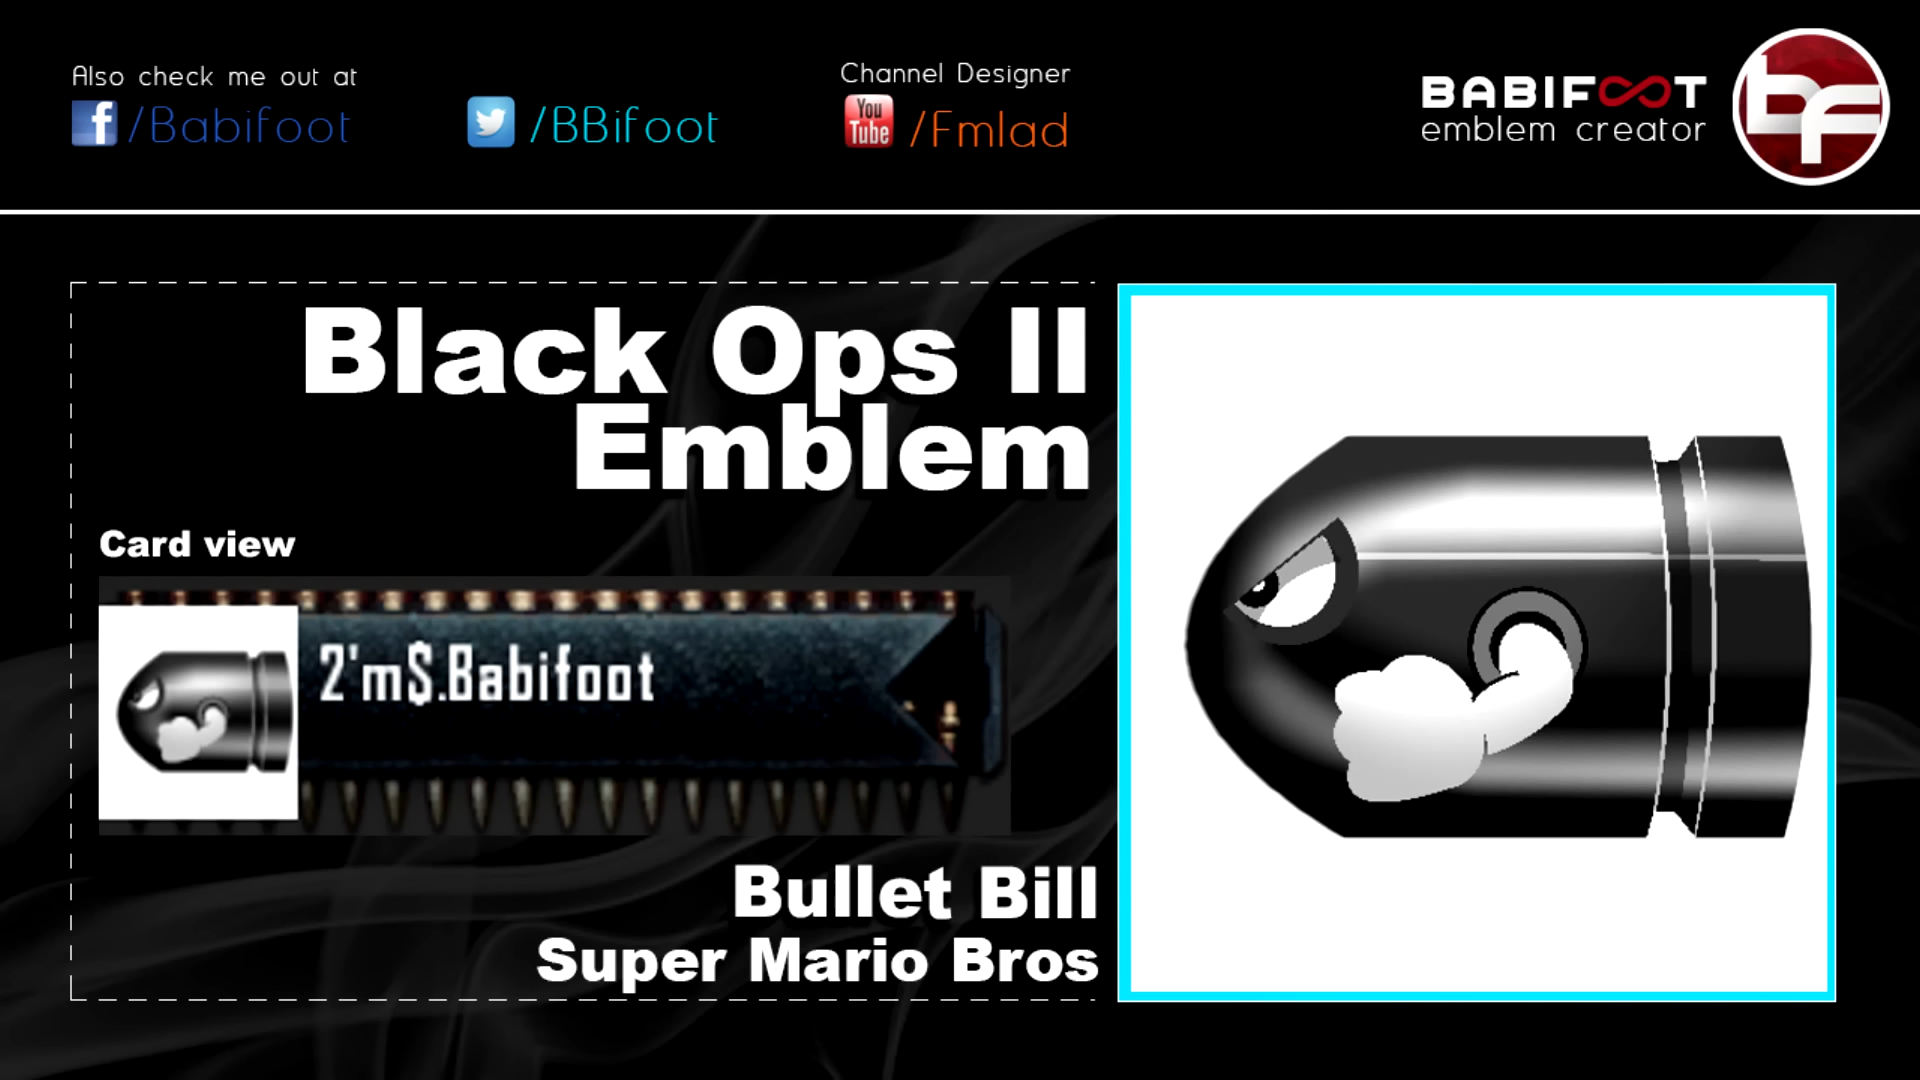 Also check me out at
/Babifoot
/BBifoot
Channel Designer
You
Tube
/Fmlad
BABIFOOT
emblem creator
bf
Black Ops II
Emblem
Card view
2'm$.Babifoot
Bullet Bill
Super Mario Bros